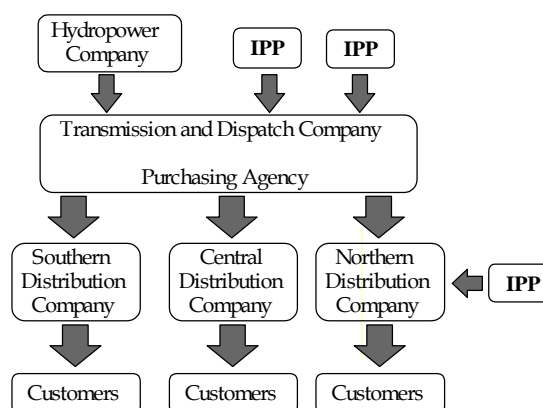 Hydropower
Company
IPP
IPP
Transmission and Dispatch Company
Purchasing Agency
Southern
Distribution
Company
Central
Distribution
Company
Northern
Distribution
Company
IPP
Customers
Customers
Customers